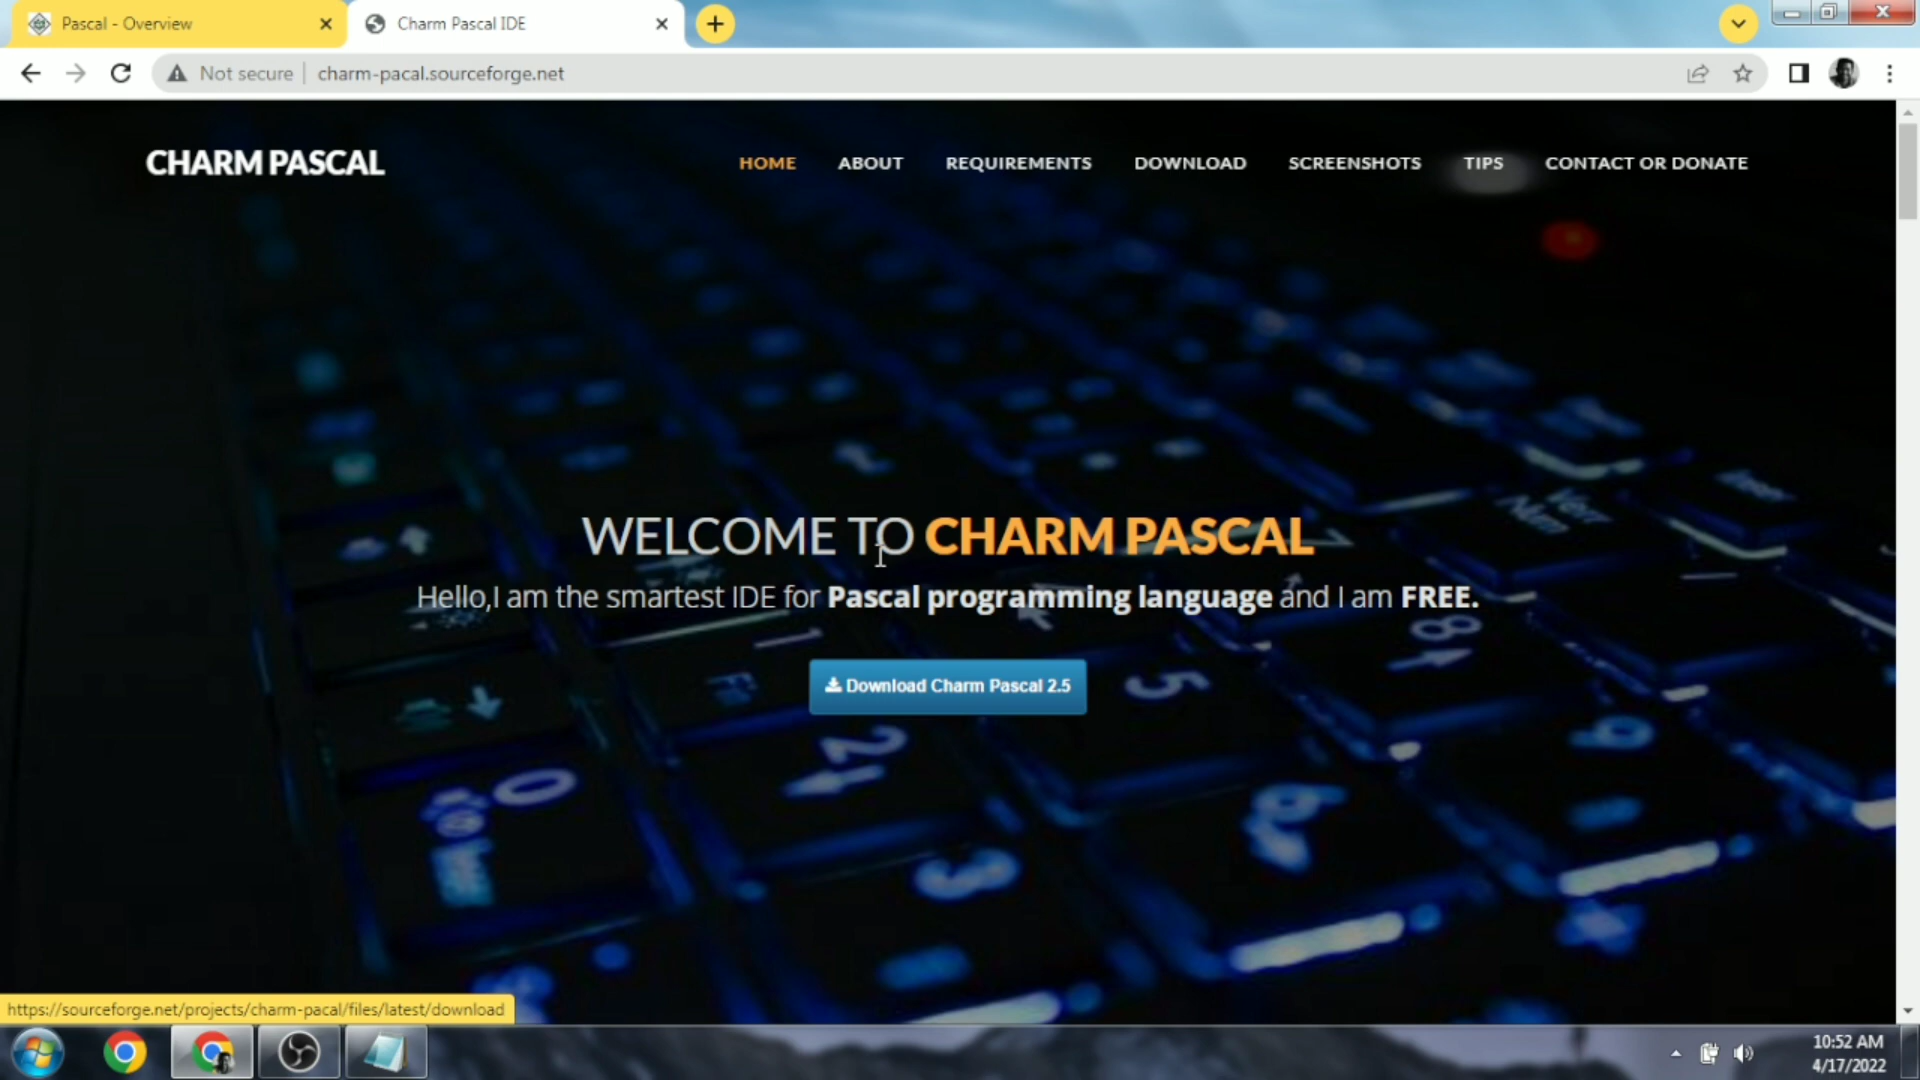 Pascal - Overview
Charm Pascal IDE
Not secure
charm-pacal.sourceforge.net
CHARM PASCAL
HOME
ABOUT
REQUIREMENTS
DOWNLOAD
SCREENSHOTS
TIPS
CONTACT OR DONATE
WELCOME TO CHARM PASCAL
Hello,I am the smartest IDE for Pascal programming language and I am FREE.
Download Charm Pascal 2.5
https://sourceforge.net/projects/charm-pacal/files/latest/download
10:52 AM
4/17/2022